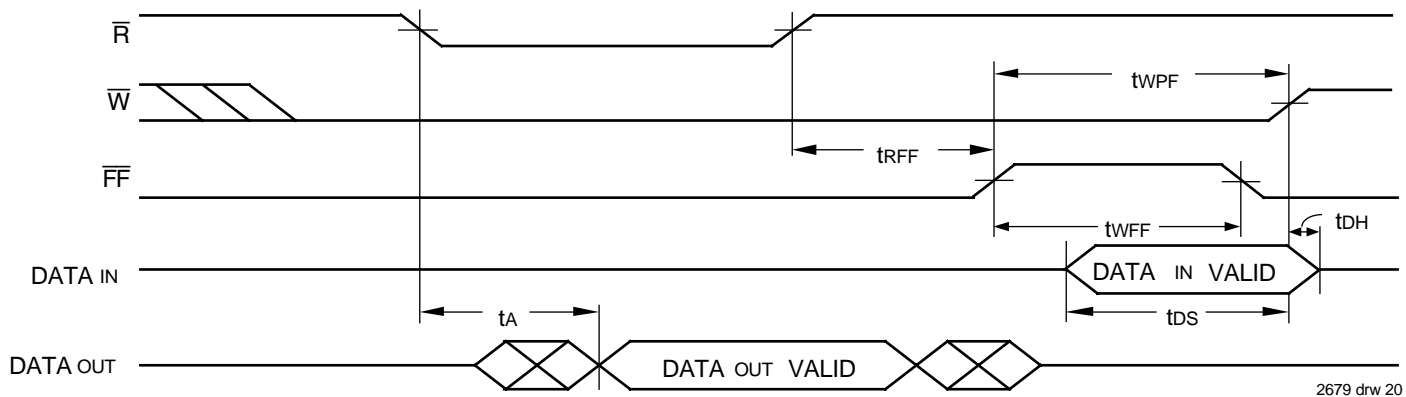 R̅
W̅
tWPF
tRFF
F̅F̅
tWFF
tDH
DATA IN
DATA IN VALID
tA
tDS
DATA OUT
DATA OUT VALID
2679 drw 20